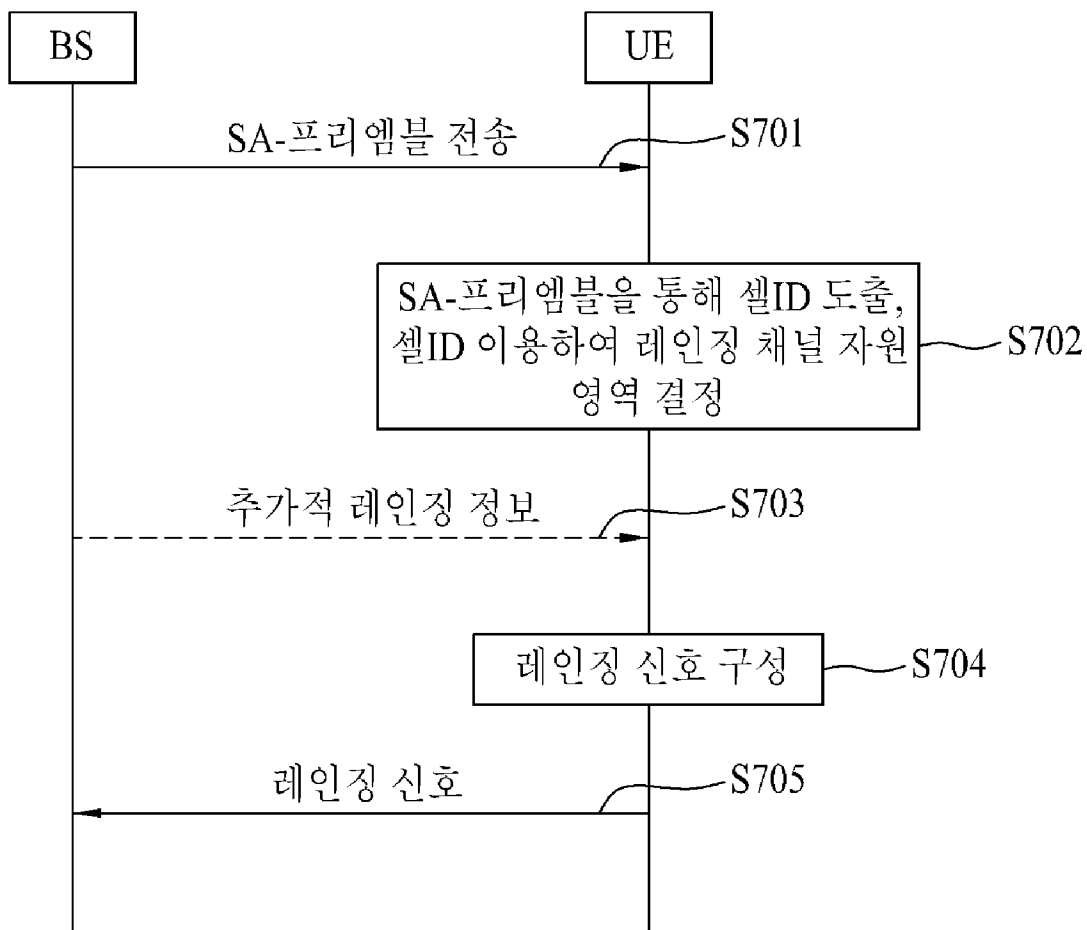 BS
UE
SA-프리엠블 전송
S701
SA-프리엠블을 통해 셀ID 도출,
셀ID 이용하여 레인징 채널 자원
영역 결정
S702
추가적 레인징 정보
S703
레인징 신호 구성
S704
레인징 신호
S705